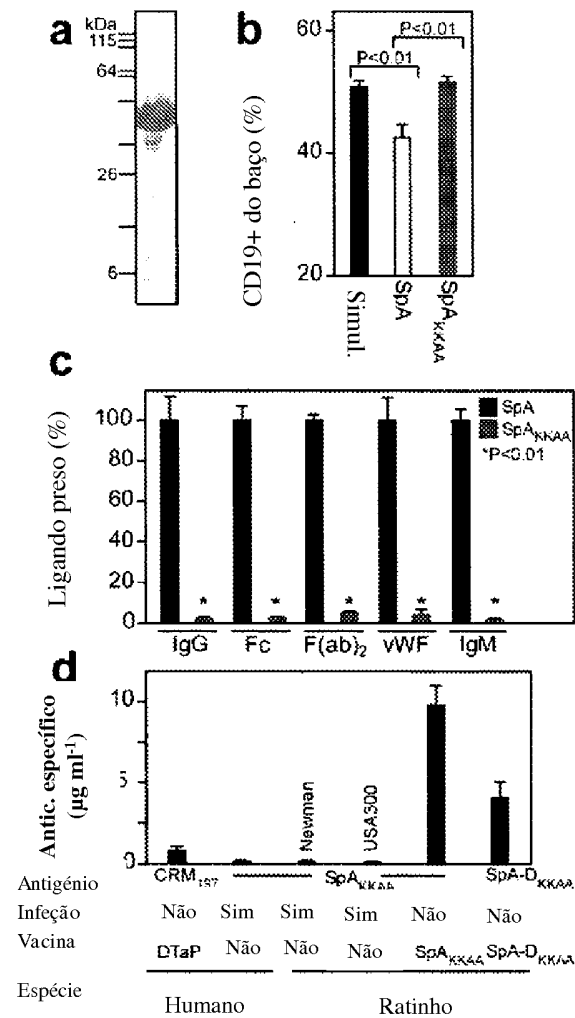 a
kDa
115
64
26
6
b
60
40
20
CD19+ do baço (%)
P<0.01
P<0.01
Simul.
SpA
SpAKKAA
c
Ligando preso (%)
100
80
60
40
20
0
SpA
SpAKKAA
*P<0.01
* * * * *
IgG Fc F(ab)2 vWF IgM
d
Antic. específico
(µg ml-1)
10
5
0
Newman
USA300
Antigénio CRM197 SpAKKAA SpA-DKKAA
Infeção Não Sim Sim Sim Não Não
Vacina DTaP Não Não Não SpAKKAA SpA-DKKAA
Espécie Humano Ratinho